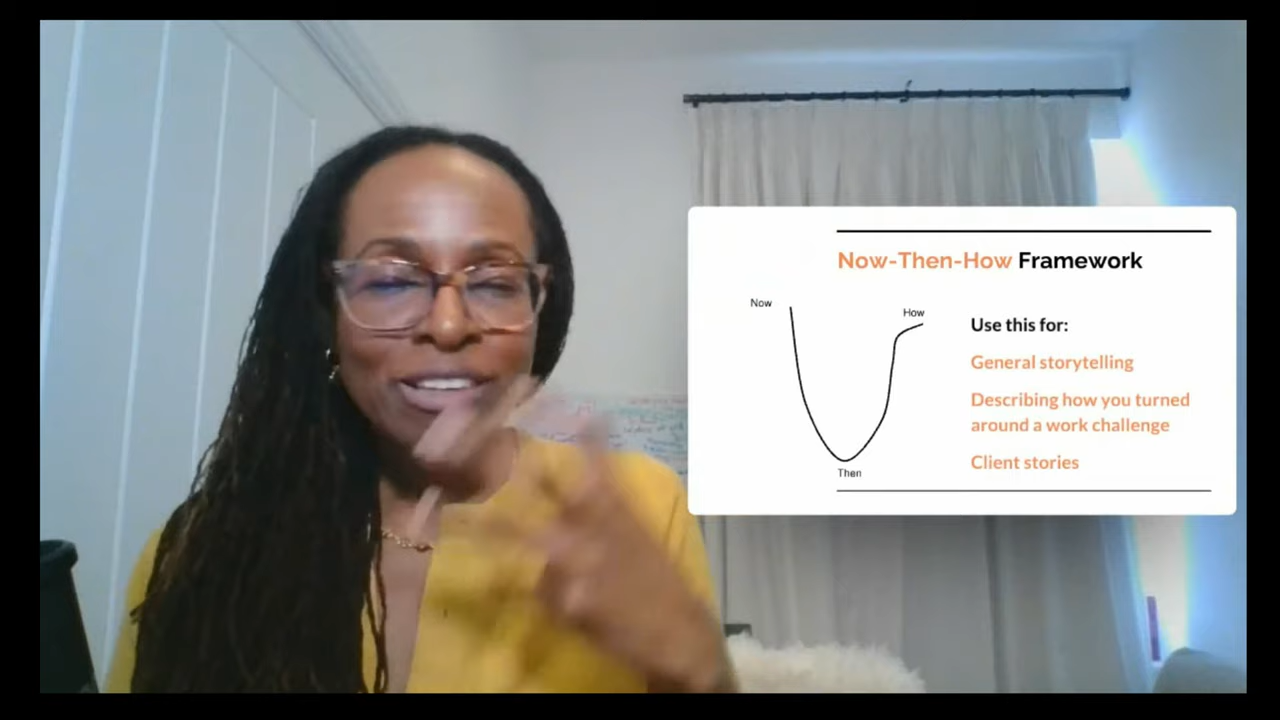 Now-Then-How Framework
Now
How
Then
Use this for:
General storytelling
Describing how you turned
around a work challenge
Client stories